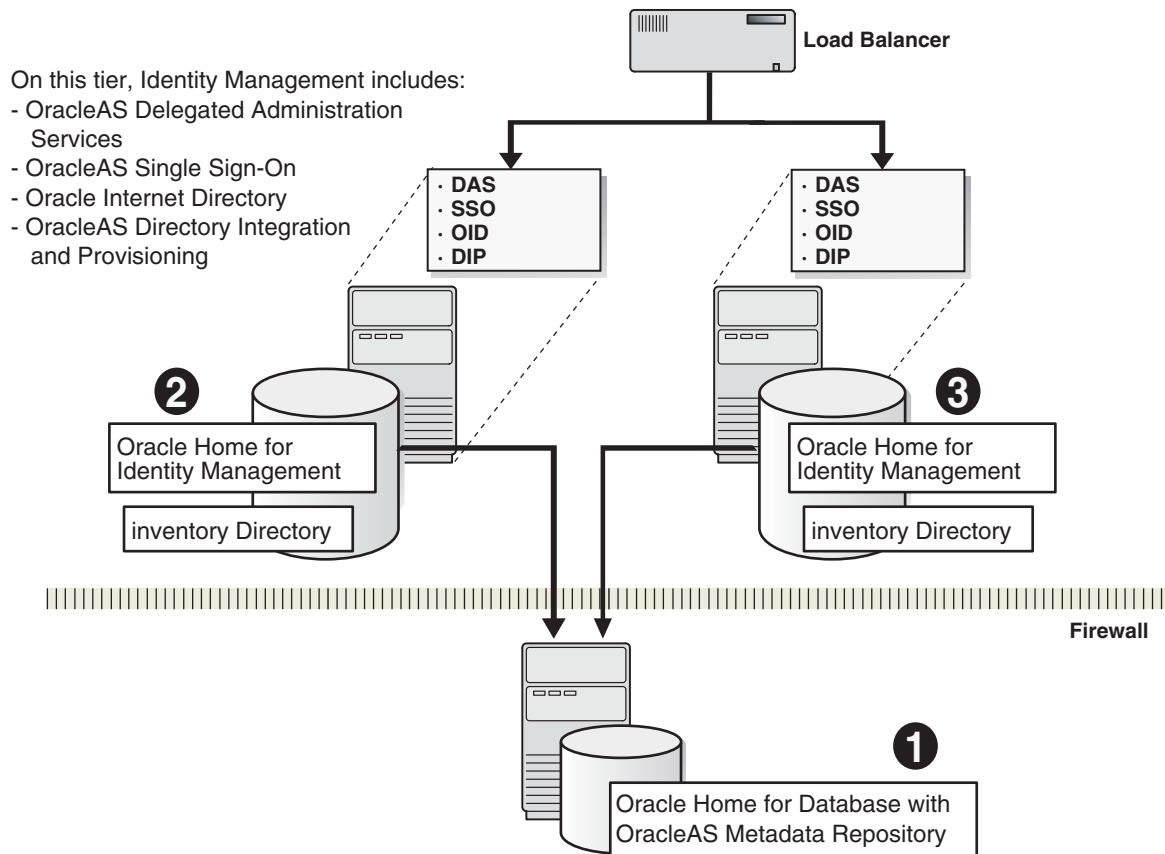 Load Balancer
On this tier, Identity Management includes:
- OracleAS Delegated Administration
Services
- OracleAS Single Sign-On
- Oracle Internet Directory
- OracleAS Directory Integration
and Provisioning
· DAS
· SSO
· OID
· DIP
· DAS
· SSO
· OID
· DIP
2
Oracle Home for
Identity Management
inventory Directory
3
Oracle Home for
Identity Management
inventory Directory
Firewall
1
Oracle Home for Database with
OracleAS Metadata Repository